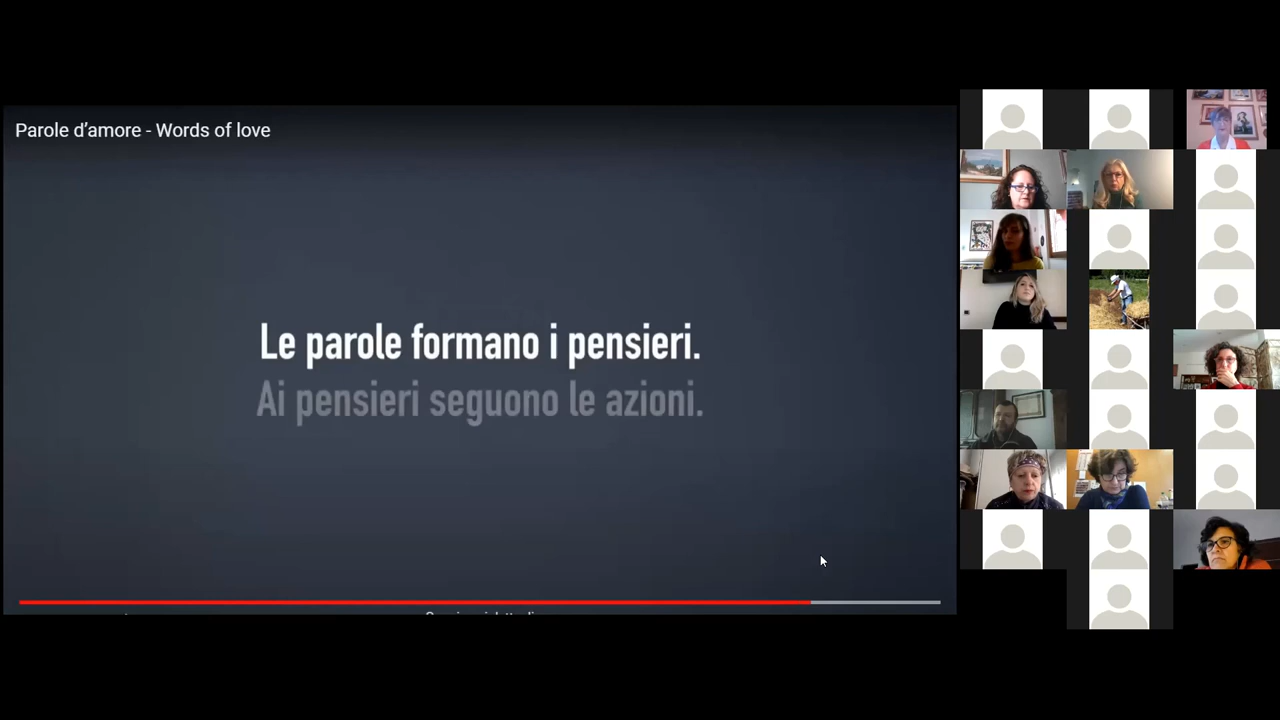 Parole d'amore - Words of love
Le parole formano i pensieri.
Ai pensieri seguono le azioni.